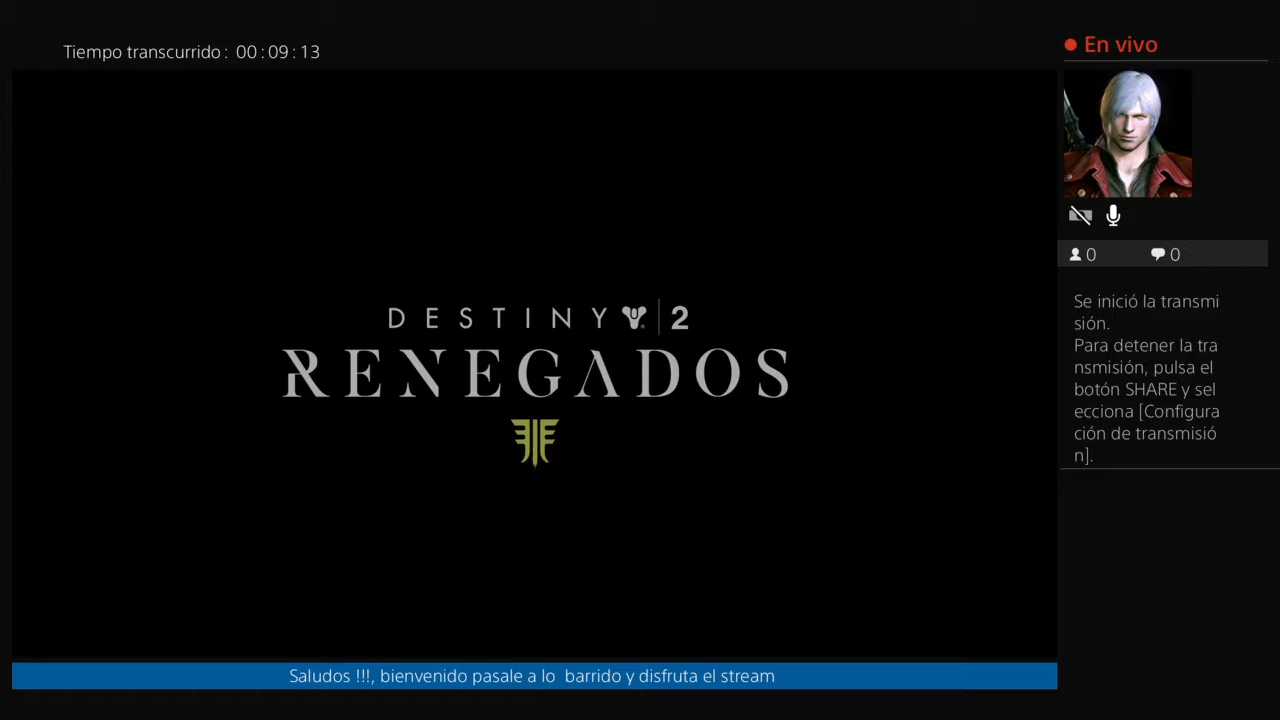 Tiempo transcurrido: 00:09:13
En vivo
0 0
Se inició la transmi
sión.
Para detener la tra
nsmisión, pulsa el
botón SHARE y sel
ecciona [Configura
ción de transmisió
n].
DESTINY 2
RENEGADOS
Saludos !!!, bienvenido pasale a lo barrido y disfruta el stream